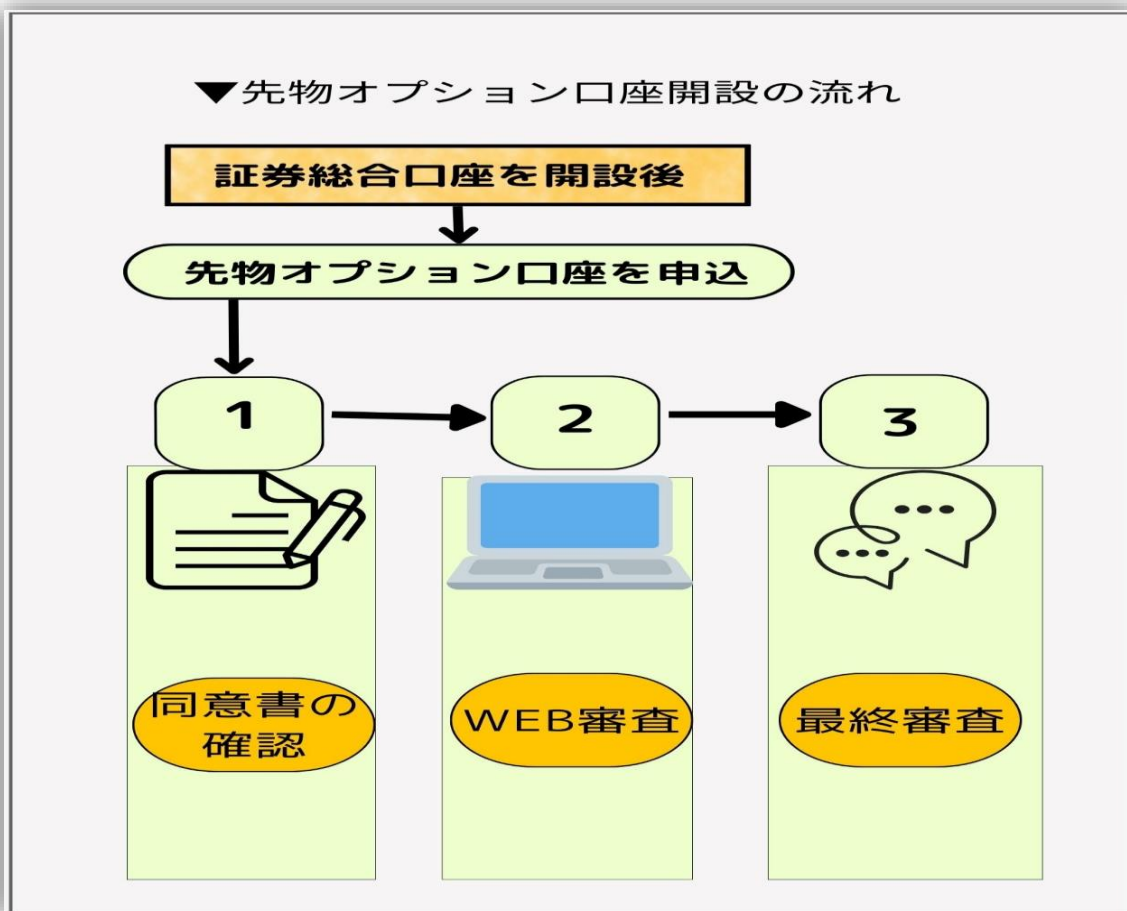 ▼先物オプション口座開設の流れ
証券総合口座を開設後
先物オプション口座を申込
1
2
3
同意書の
確認
WEB審査
最終審査